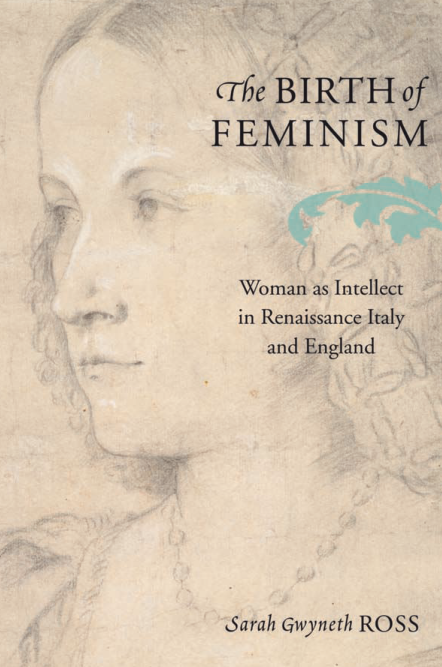 The BIRTH of
FEMINISM
Woman as Intellect
in Renaissance Italy
and England
Sarah Gwyneth ROSS